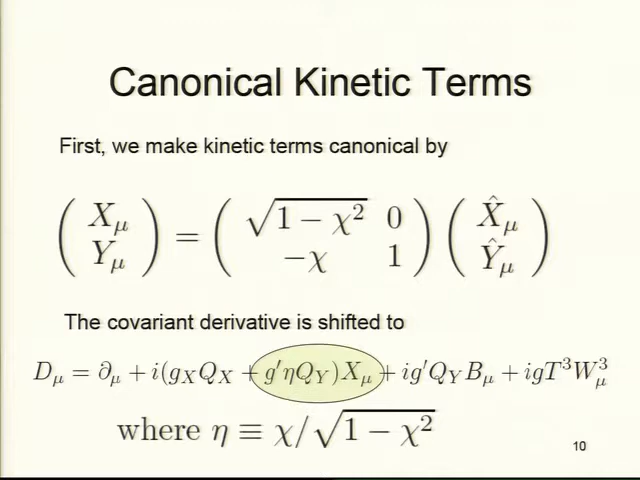 Canonical Kinetic Terms
First, we make kinetic terms canonical by
( X_μ ; Y_μ ) = ( √(1 − χ²) 0 ; −χ 1 ) ( X̂_μ ; Ŷ_μ )
The covariant derivative is shifted to
D_μ = ∂_μ + i(g_X Q_X + g′ηQ_Y)X_μ + ig′Q_Y B_μ + igT³W³_μ
where η ≡ χ/√(1 − χ²)
10